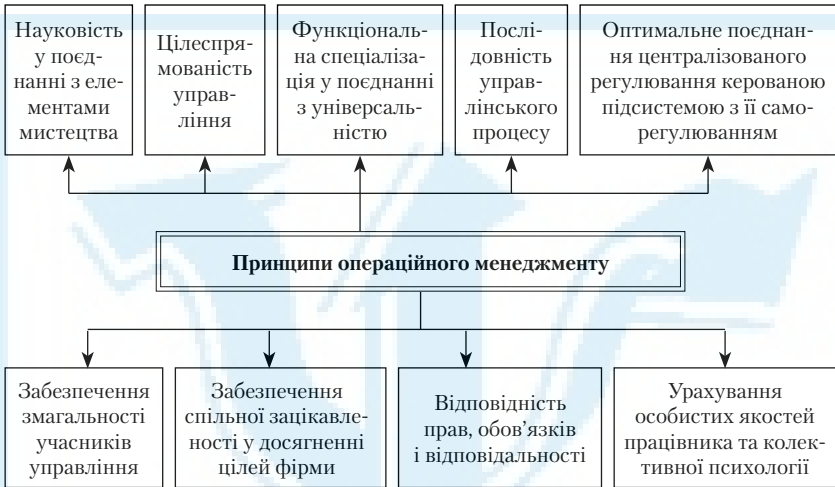 Науковість
у поєд-
нанні з еле-
ментами
мистецтва
Цілеспря-
мованість
управ-
ління
Функціональ-
на спеціаліза-
ція у поєднанні
з універсаль-
ністю
Послі-
довність
управ-
лінського
процесу
Оптимальне поєднан-
ня централізованого
регулювання керованою
підсистемою з її само-
регулюванням
Принципи операційного менеджменту
Забезпечення
змагальності
учасників
управління
Забезпечення
спільної зацікавле-
ності у досягненні
цілей фірми
Відповідність
прав, обов’язків
і відповідальності
Урахування
особистих якостей
працівника та колек-
тивної психології